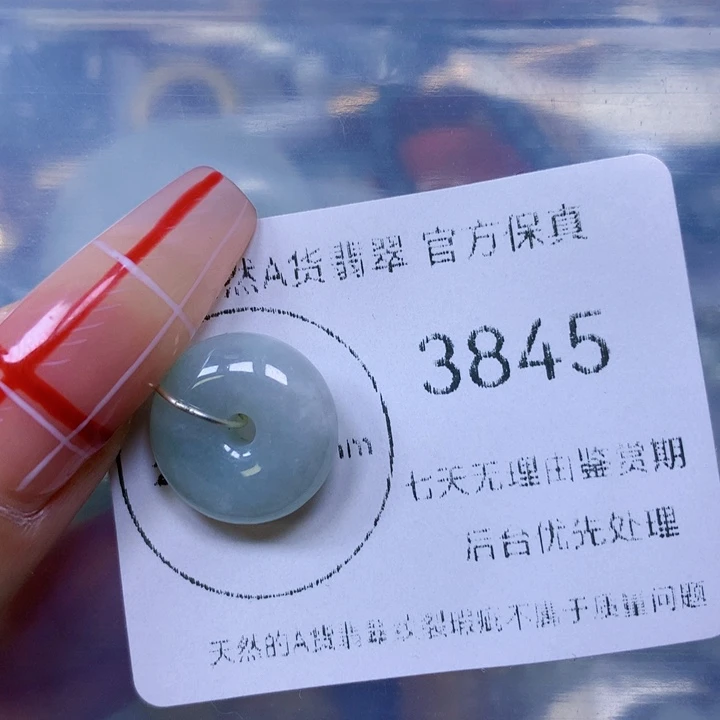 然A货翡翠 官方保真
3845
mm
七天无理由鉴赏期
后台优先处理
天然的A货翡翠纹裂瑕疵不属于质量问题